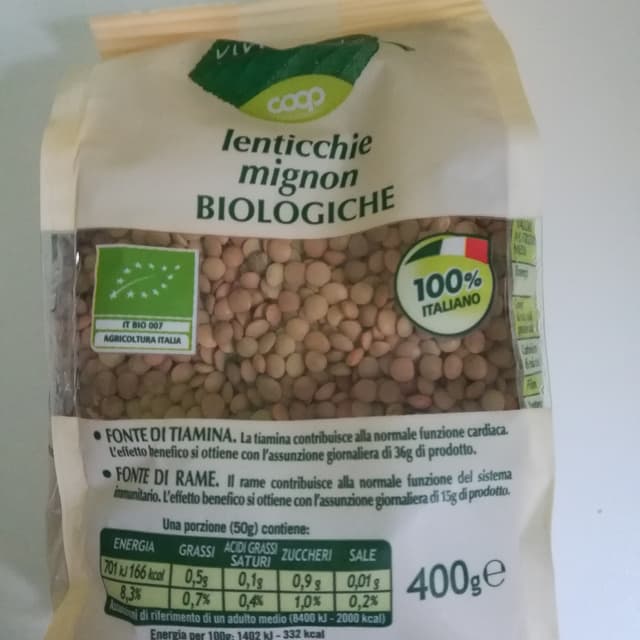 VIVI
coop
lenticchie
mignon
BIOLOGICHE
100%
ITALIANO
IT BIO 007
AGRICOLTURA ITALIA
• FONTE DI TIAMINA. La tiamina contribuisce alla normale funzione cardiaca.
L'effetto benefico si ottiene con l'assunzione giornaliera di 36g di prodotto.
• FONTE DI RAME. Il rame contribuisce alla normale funzione del sistema
immunitario. L'effetto benefico si ottiene con l'assunzione giornaliera di 15g di prodotto.
Una porzione (50g) contiene:
ENERGIA GRASSI ACIDI GRASSI SATURI ZUCCHERI SALE
701 kJ 166 kcal 0,5g 0,1g 0,9g 0,01g
8,3% 0,7% 0,4% 1,0% 0,2%
di riferimento di un adulto medio (8400 kJ - 2000 kcal)
Energia per 100g: 1402 kJ - 332 kcal
400g e